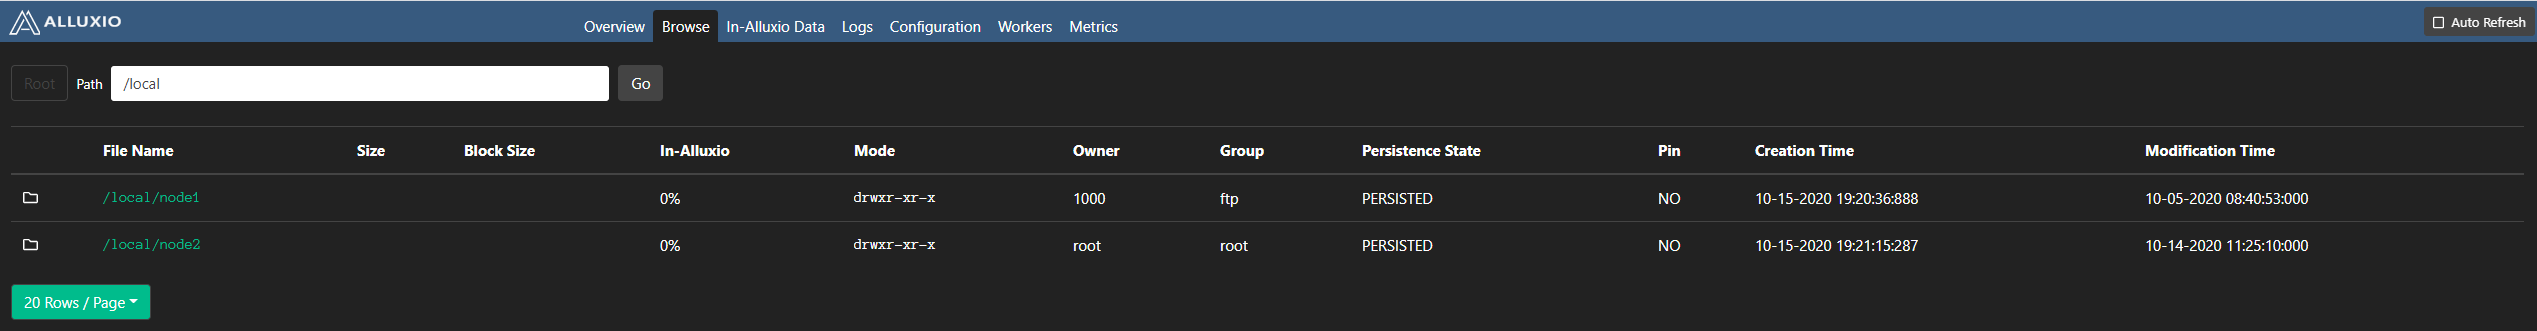 ALLUXIO Overview Browse In-Alluxio Data Logs Configuration Workers Metrics Auto Refresh
Root Path /local Go
File Name Size Block Size In-Alluxio Mode Owner Group Persistence State Pin Creation Time Modification Time
/local/node1 0% drwxr-xr-x 1000 ftp PERSISTED NO 10-15-2020 19:20:36:888 10-05-2020 08:40:53:000
/local/node2 0% drwxr-xr-x root root PERSISTED NO 10-15-2020 19:21:15:287 10-14-2020 11:25:10:000
20 Rows / Page